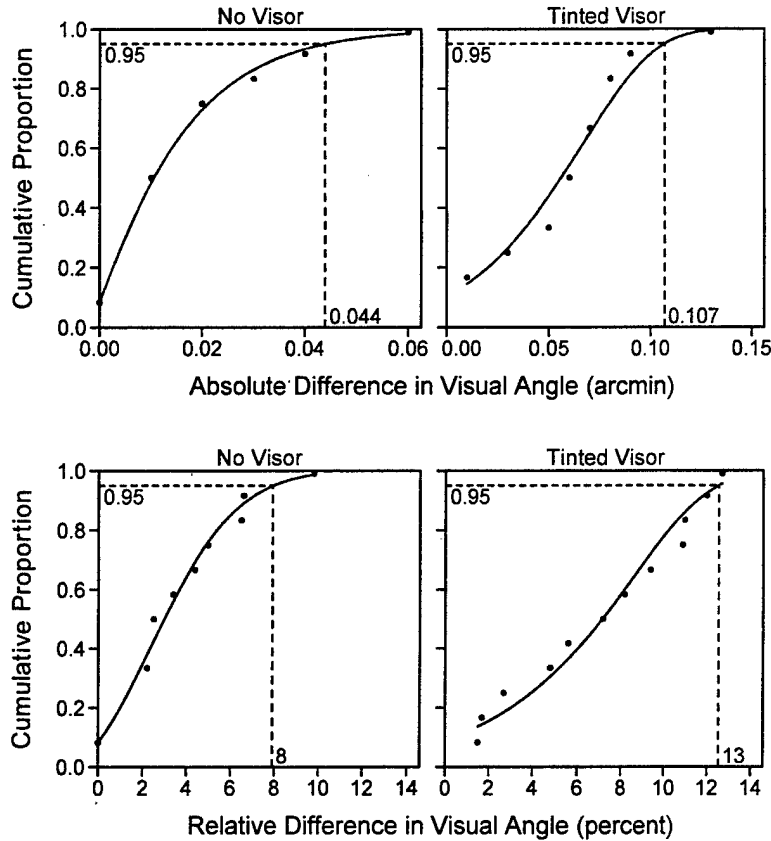 No Visor
Tinted Visor
Cumulative Proportion
1.0
0.8
0.6
0.4
0.2
0.0
0.95
0.044
0.95
0.107
0.00 0.02 0.04 0.06
0.00 0.05 0.10 0.15
Absolute Difference in Visual Angle (arcmin)
No Visor
Tinted Visor
Cumulative Proportion
1.0
0.8
0.6
0.4
0.2
0.0
0.95
8
0.95
13
0 2 4 6 8 10 12 14
0 2 4 6 8 10 12 14
Relative Difference in Visual Angle (percent)